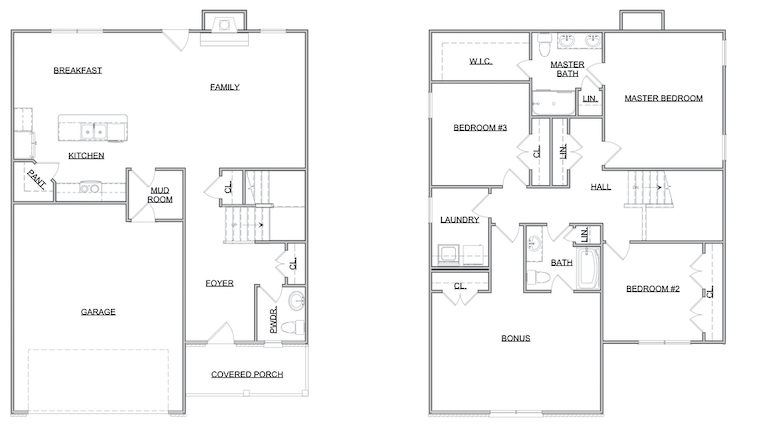 BREAKFAST
FAMILY
KITCHEN
PANT.
MUD
ROOM
CL.
CL.
FOYER
GARAGE
PWDR.
COVERED PORCH
W.I.C.
MASTER
BATH
LIN.
MASTER BEDROOM
BEDROOM #3
CL.
LIN.
HALL
LAUNDRY
LIN.
BATH
CL.
BEDROOM #2
CL.
BONUS